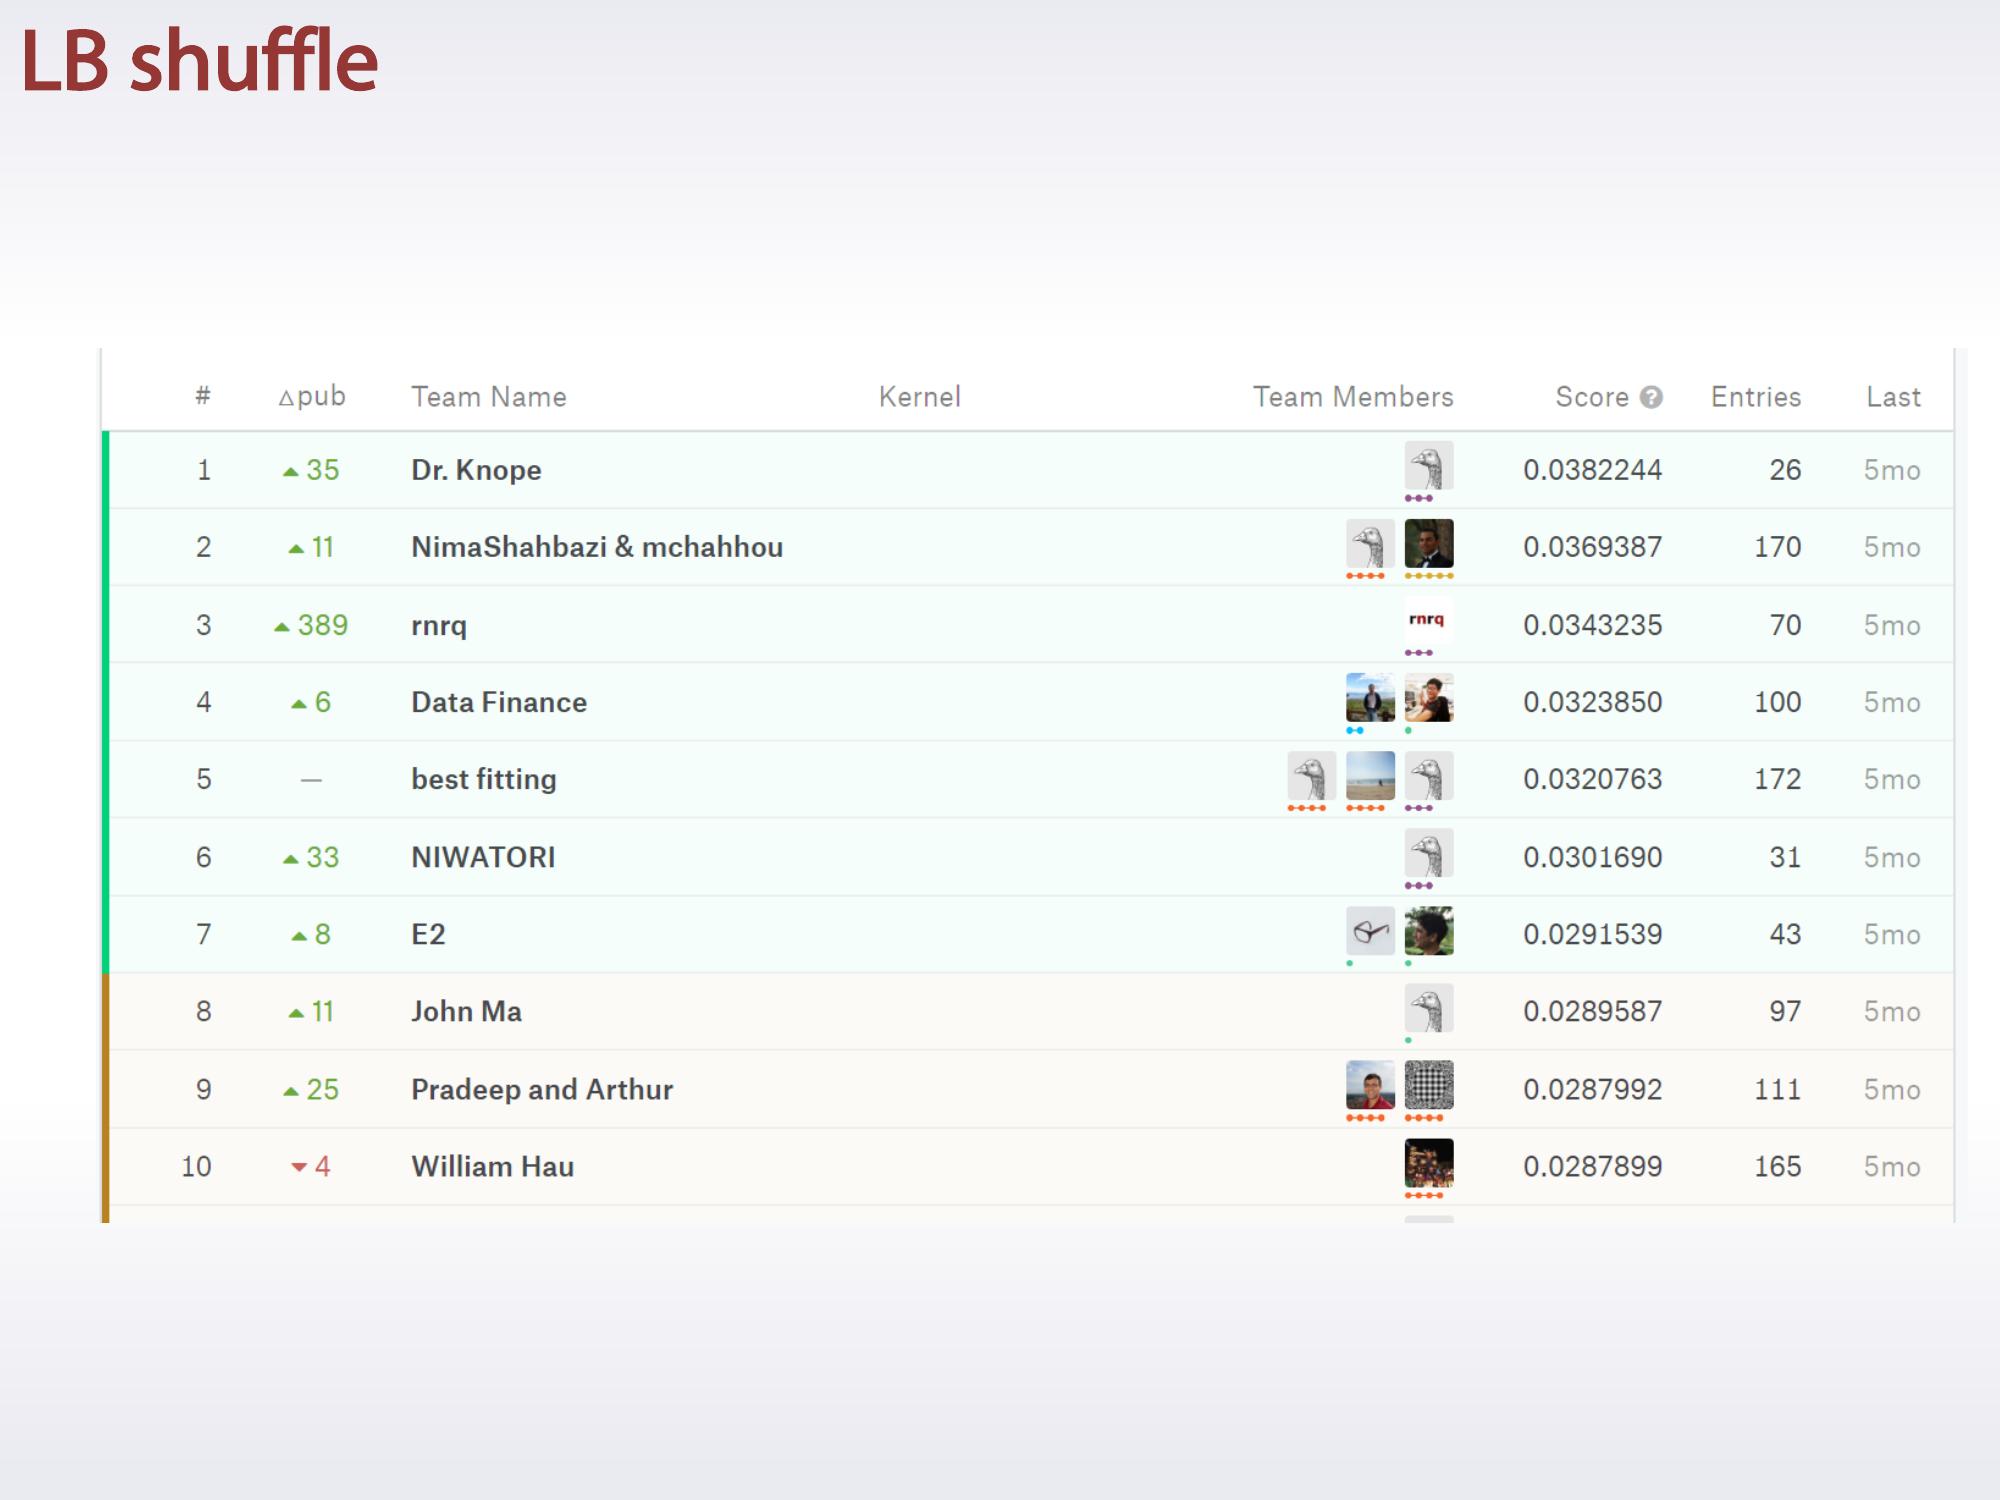 LB shuffle
# △pub Team Name Kernel Team Members Score ? Entries Last
1 ▲ 35 Dr. Knope 0.0382244 26 5mo
2 ▲ 11 NimaShahbazi & mchahhou 0.0369387 170 5mo
3 ▲ 389 rnrq rnrq 0.0343235 70 5mo
4 ▲ 6 Data Finance 0.0323850 100 5mo
5 — best fitting 0.0320763 172 5mo
6 ▲ 33 NIWATORI 0.0301690 31 5mo
7 ▲ 8 E2 0.0291539 43 5mo
8 ▲ 11 John Ma 0.0289587 97 5mo
9 ▲ 25 Pradeep and Arthur 0.0287992 111 5mo
10 ▼ 4 William Hau 0.0287899 165 5mo